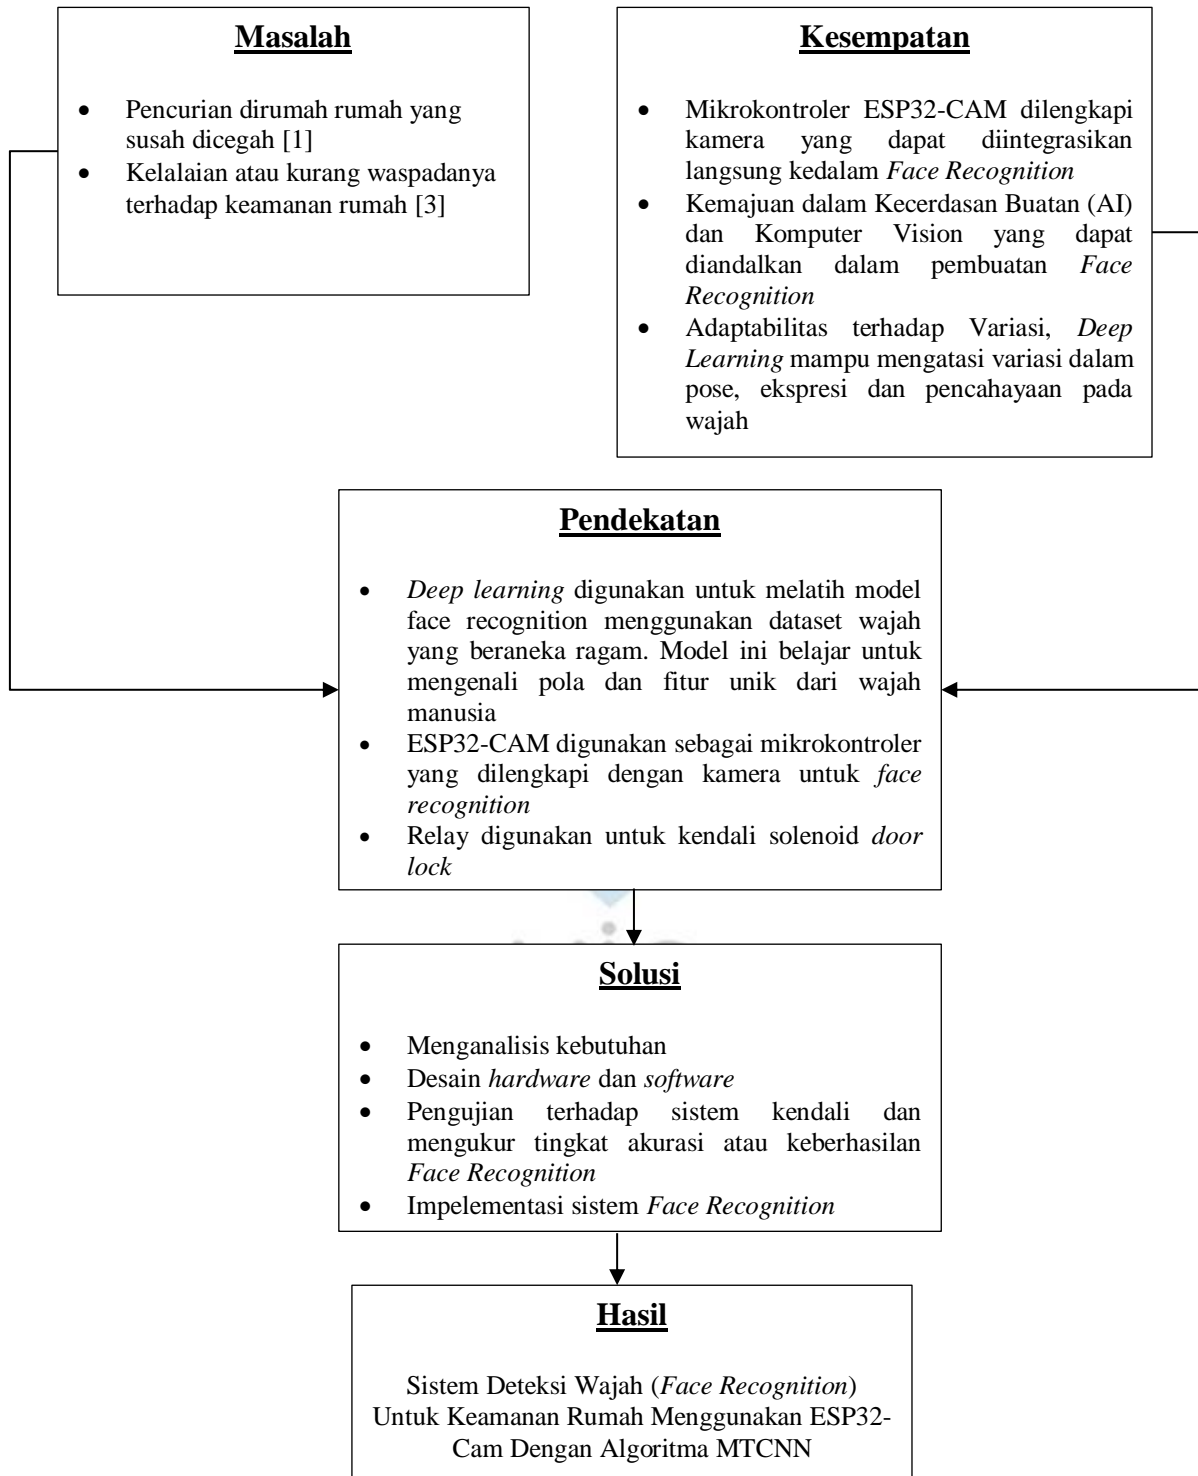 Masalah
• Pencurian dirumah rumah yang
susah dicegah [1]
• Kelalaian atau kurang waspadanya
terhadap keamanan rumah [3]
Kesempatan
• Mikrokontroler ESP32-CAM dilengkapi
kamera yang dapat diintegrasikan
langsung kedalam Face Recognition
• Kemajuan dalam Kecerdasan Buatan (AI)
dan Komputer Vision yang dapat
diandalkan dalam pembuatan Face
Recognition
• Adaptabilitas terhadap Variasi, Deep
Learning mampu mengatasi variasi dalam
pose, ekspresi dan pencahayaan pada
wajah
Pendekatan
• Deep learning digunakan untuk melatih model
face recognition menggunakan dataset wajah
yang beraneka ragam. Model ini belajar untuk
mengenali pola dan fitur unik dari wajah
manusia
• ESP32-CAM digunakan sebagai mikrokontroler
yang dilengkapi dengan kamera untuk face
recognition
• Relay digunakan untuk kendali solenoid door
lock
Solusi
• Menganalisis kebutuhan
• Desain hardware dan software
• Pengujian terhadap sistem kendali dan
mengukur tingkat akurasi atau keberhasilan
Face Recognition
• Impelementasi sistem Face Recognition
Hasil
Sistem Deteksi Wajah (Face Recognition)
Untuk Keamanan Rumah Menggunakan ESP32-
Cam Dengan Algoritma MTCNN